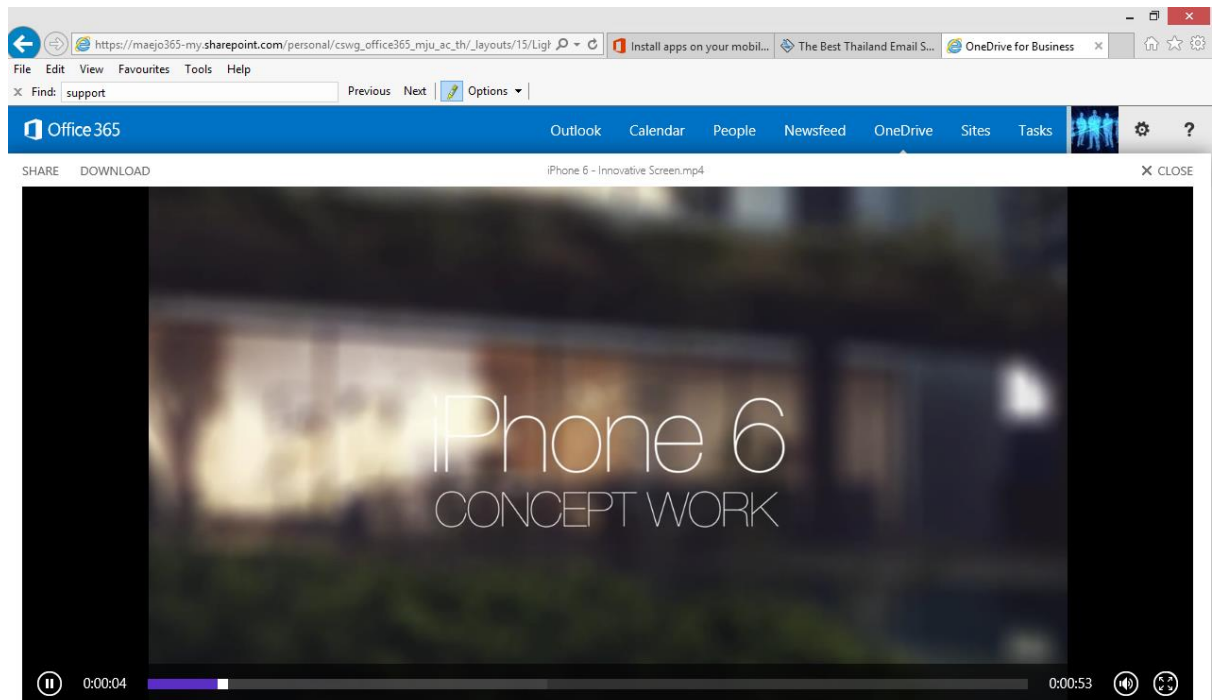 https://maejo365-my.sharepoint.com/personal/cswg_office365_mju_ac_th/_layouts/15/Ligh
Install apps on your mobil...
The Best Thailand Email S...
OneDrive for Business
File Edit View Favourites Tools Help
Find: support Previous Next Options
Office 365 Outlook Calendar People Newsfeed OneDrive Sites Tasks ?
SHARE DOWNLOAD iPhone 6 - Innovative Screen.mp4 CLOSE
iPhone 6
CONCEPT WORK
0:00:04 0:00:53